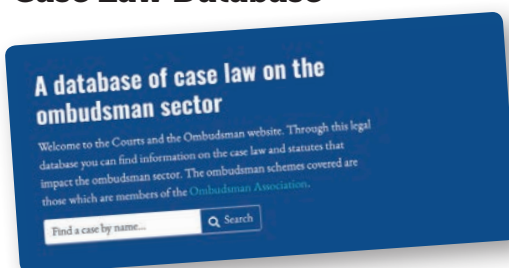 Case Law Database
A database of case law on the
ombudsman sector
Welcome to the Courts and the Ombudsman website. Through this legal
database you can find information on the case law and statutes that
impact the ombudsman sector. The ombudsman schemes covered are
those which are members of the Ombudsman Association.
Find a case by name... Search